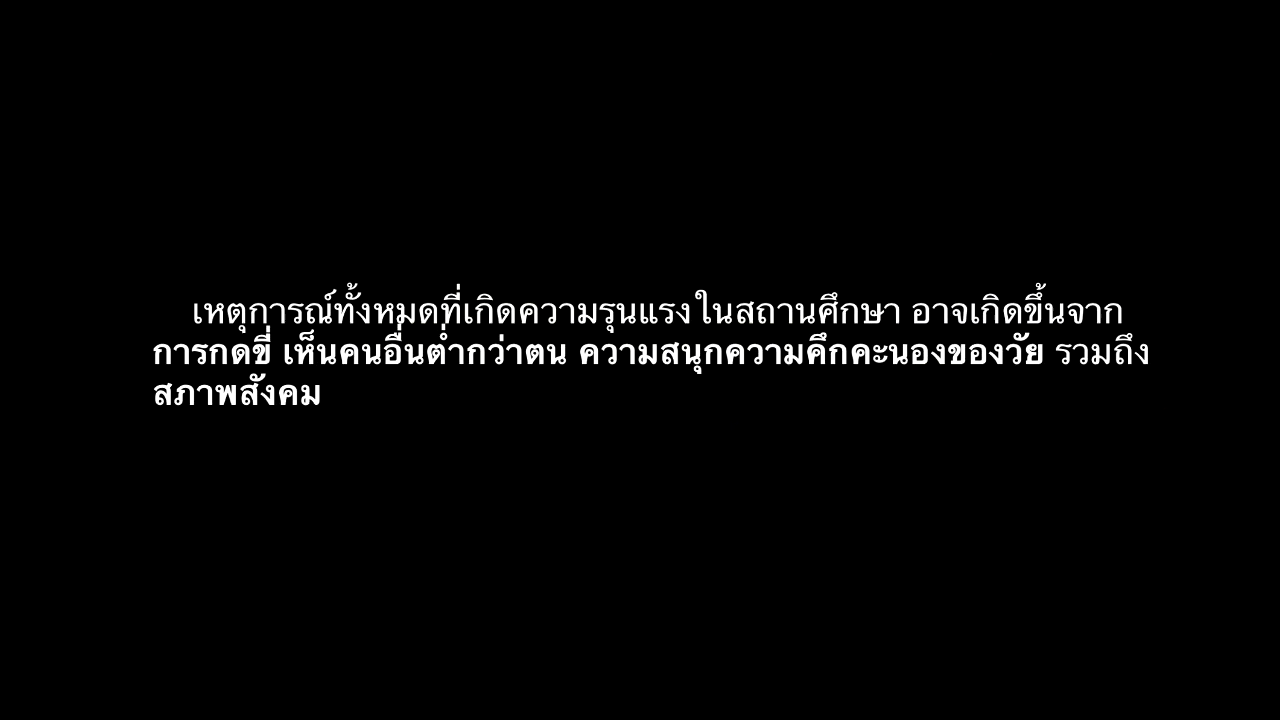 เหตุการณ์ทั้งหมดที่เกิดความรุนแรงในสถานศึกษา อาจเกิดขึ้นจาก
การกดขี่ เห็นคนอื่นต่ำกว่าตน ความสนุกความคึกคะนองของวัย รวมถึง
สภาพสังคม